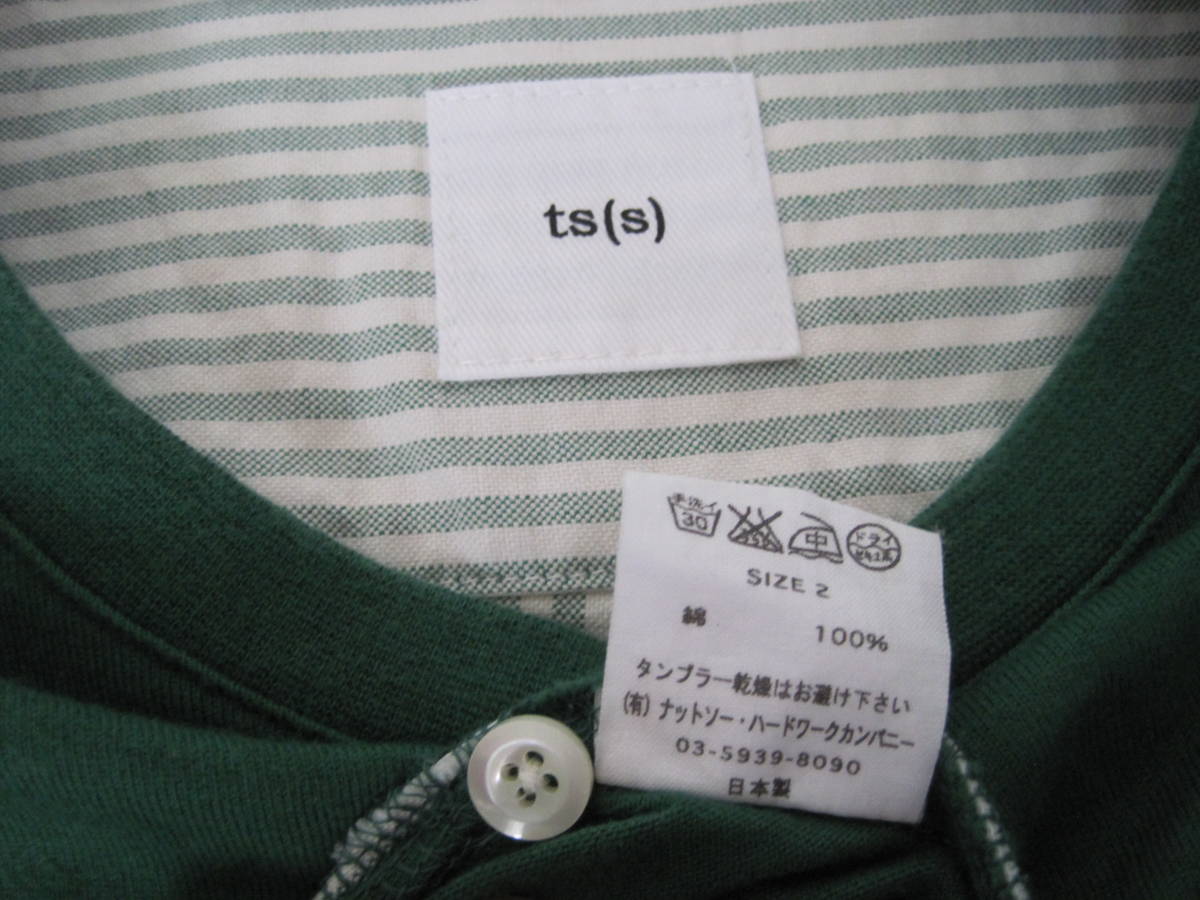 ts(s)
手洗イ 30 中 ドライ
SIZE 2
綿 100%
タンブラー乾燥はお避け下さい
(有) ナットソー・ハードワークカンパニー
03-5939-8090
日本製